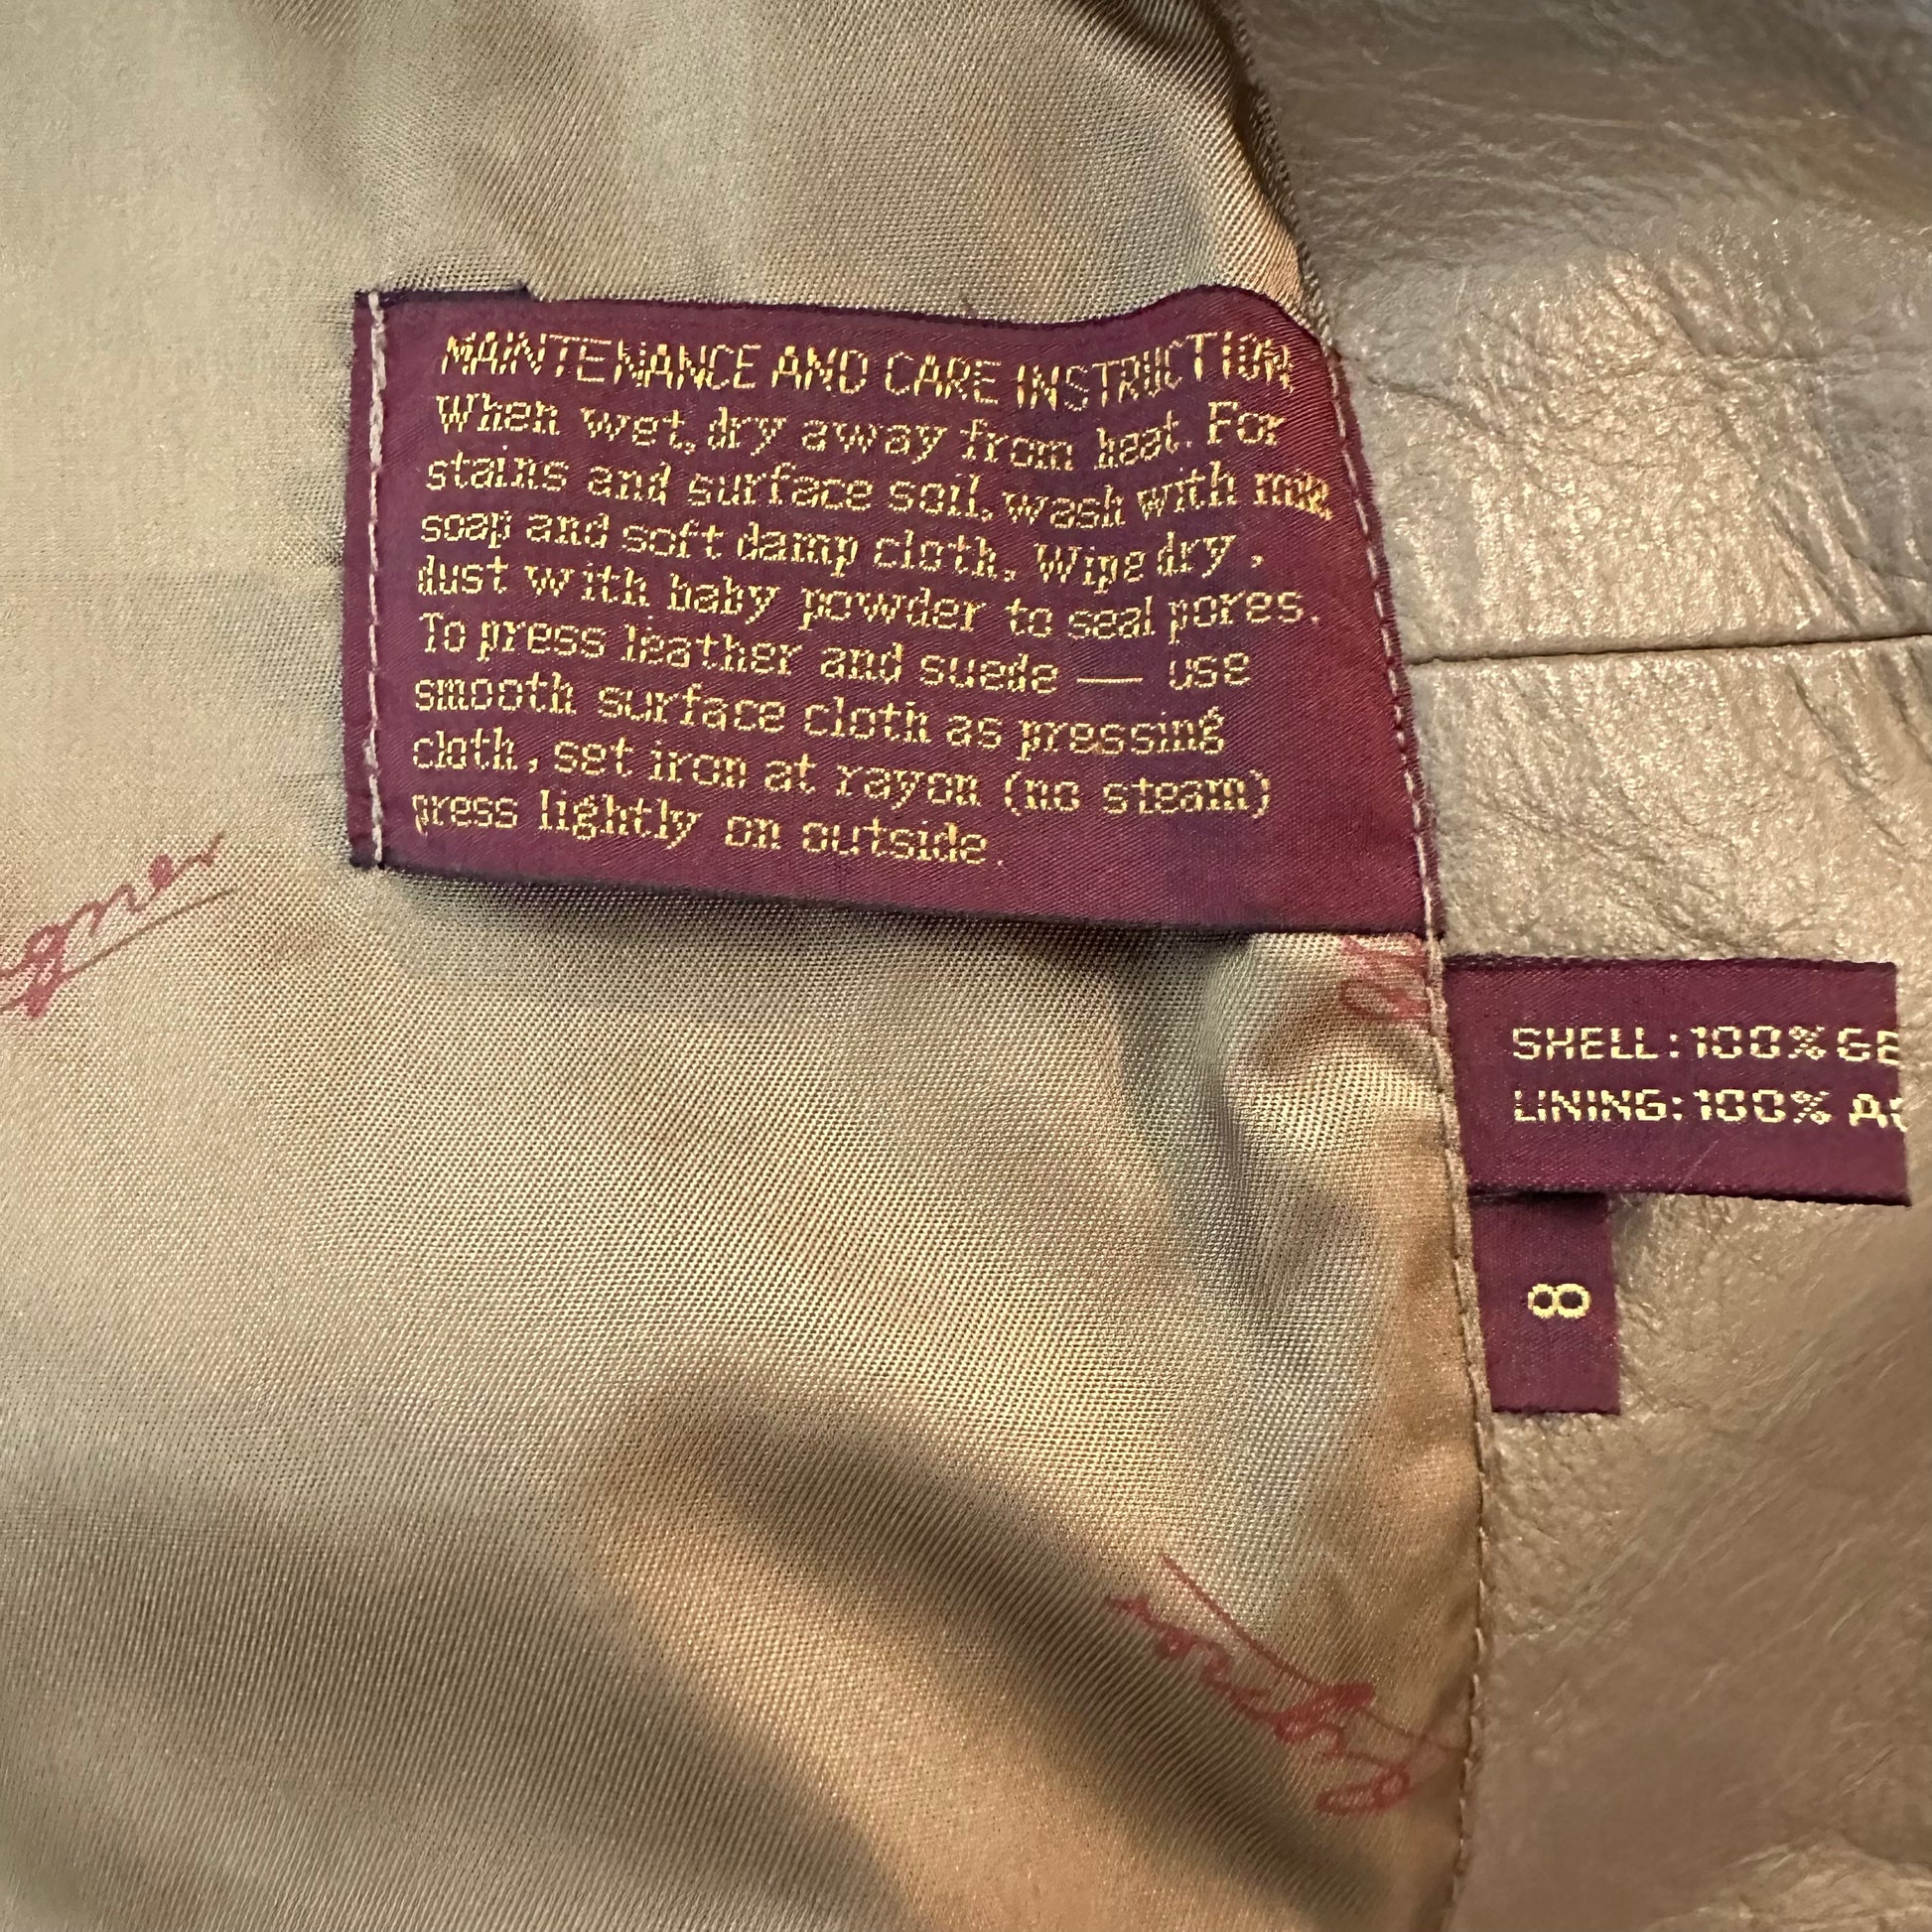 MAINTENANCE AND CARE INSTRUCTION
When wet, dry away from heat. For
stains and surface soil, wash with
soap and soft damp cloth. Wipe dry,
dust with baby powder to seal pores.
To press leather and suede — use
smooth surface cloth as pressing
cloth, set iron at rayon (no steam)
press lightly on outside.
SHELL: 100% GE
LINING: 100% AC
8